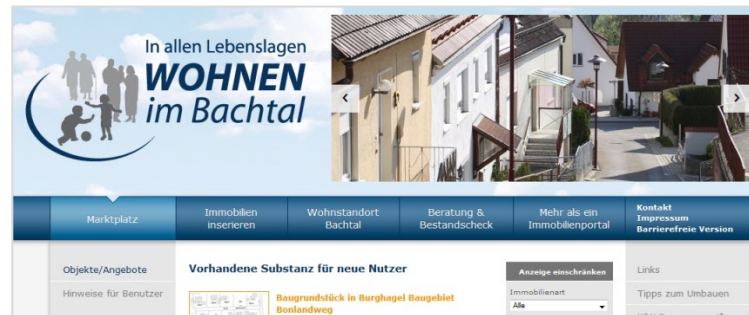 In allen Lebenslagen
WOHNEN
im Bachtal
Marktplatz
Immobilien
inserieren
Wohnstandort
Bachtal
Beratung &
Bestandscheck
Mehr als ein
Immobilienportal
Kontakt
Impressum
Barrierefreie Version
Objekte/Angebote
Hinweise für Benutzer
Vorhandene Substanz für neue Nutzer
Baugrundstück in Burghagel Baugebiet
Bonlandweg
Anzeige einschränken
Immobilienart
Alle
Links
Tipps zum Umbauen